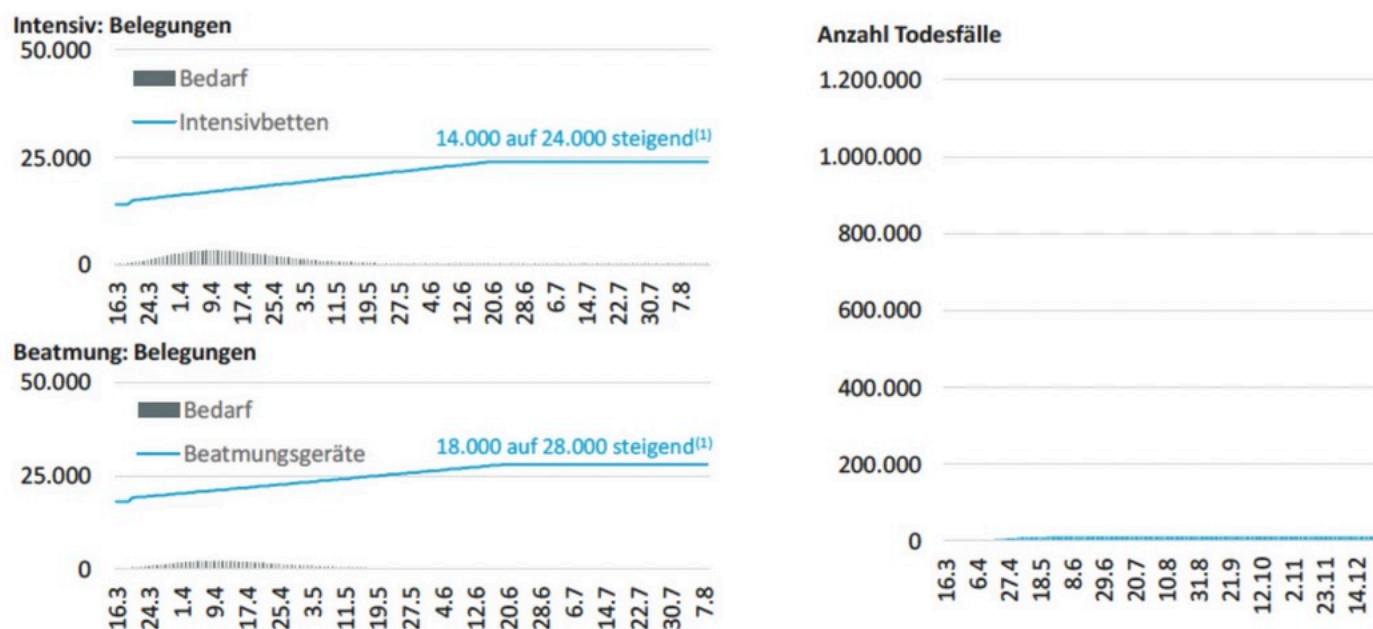 Intensiv: Belegungen
50.000
Bedarf
Intensivbetten
14.000 auf 24.000 steigend(1)
25.000
0
16.3 24.3 1.4 9.4 17.4 25.4 3.5 11.5 19.5 27.5 4.6 12.6 20.6 28.6 6.7 14.7 22.7 30.7 7.8
Beatmung: Belegungen
50.000
Bedarf
Beatmungsgeräte
18.000 auf 28.000 steigend(1)
25.000
0
16.3 24.3 1.4 9.4 17.4 25.4 3.5 11.5 19.5 27.5 4.6 12.6 20.6 28.6 6.7 14.7 22.7 30.7 7.8
Anzahl Todesfälle
1.200.000
1.000.000
800.000
600.000
400.000
200.000
0
16.3 6.4 27.4 18.5 8.6 29.6 20.7 10.8 31.8 21.9 12.10 2.11 23.11 14.12